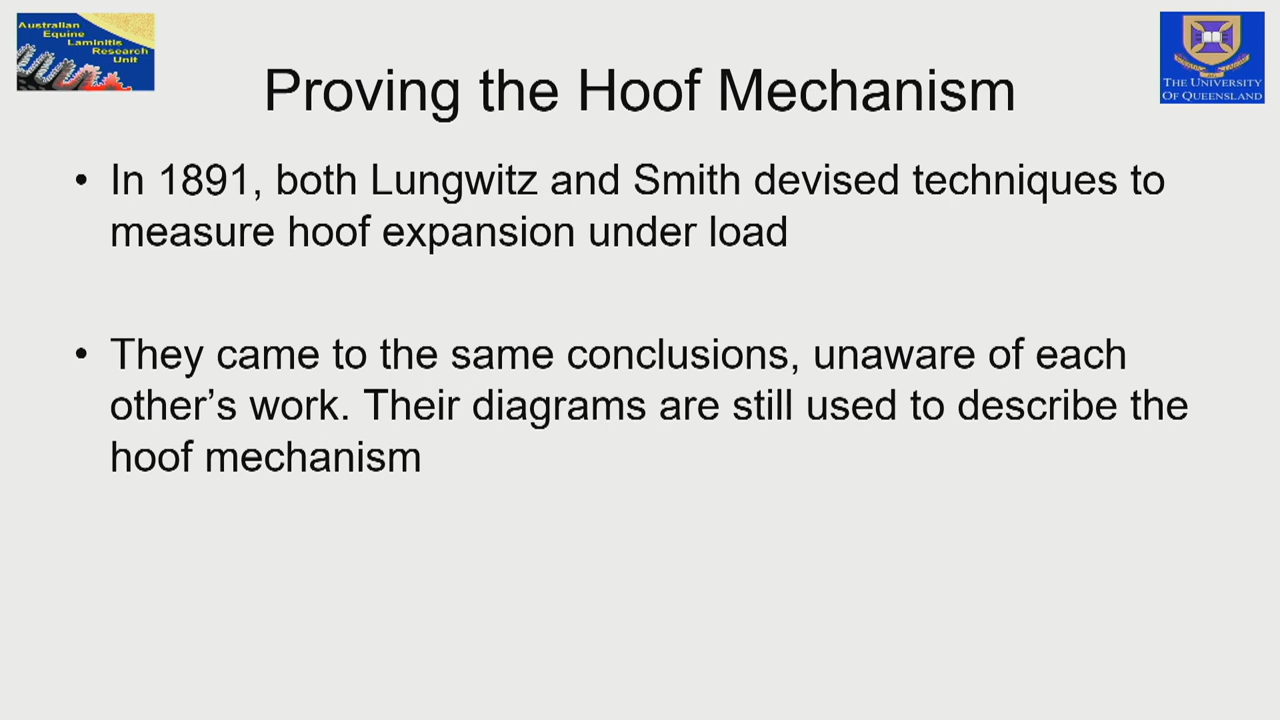 Australian
Equine
Laminitis
Research
Unit
THE UNIVERSITY
OF QUEENSLAND
Proving the Hoof Mechanism
• In 1891, both Lungwitz and Smith devised techniques to
measure hoof expansion under load
• They came to the same conclusions, unaware of each
other’s work. Their diagrams are still used to describe the
hoof mechanism